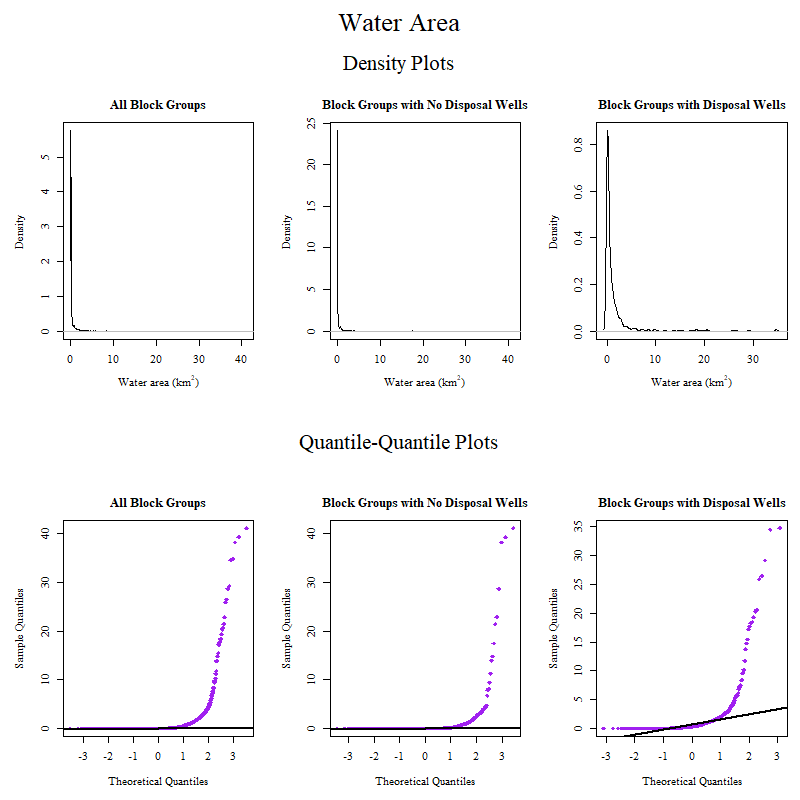 Water Area
Density Plots
All Block Groups
Density
0 1 2 3 4 5
0 10 20 30 40
Water area (km²)
Block Groups with No Disposal Wells
Density
0 5 10 15 20 25
0 10 20 30 40
Water area (km²)
Block Groups with Disposal Wells
Density
0.0 0.2 0.4 0.6 0.8
0 10 20 30
Water area (km²)
Quantile-Quantile Plots
All Block Groups
Sample Quantiles
0 10 20 30 40
-3 -2 -1 0 1 2 3
Theoretical Quantiles
Block Groups with No Disposal Wells
Sample Quantiles
0 10 20 30 40
-3 -2 -1 0 1 2 3
Theoretical Quantiles
Block Groups with Disposal Wells
Sample Quantiles
0 5 10 15 20 25 30 35
-3 -2 -1 0 1 2 3
Theoretical Quantiles